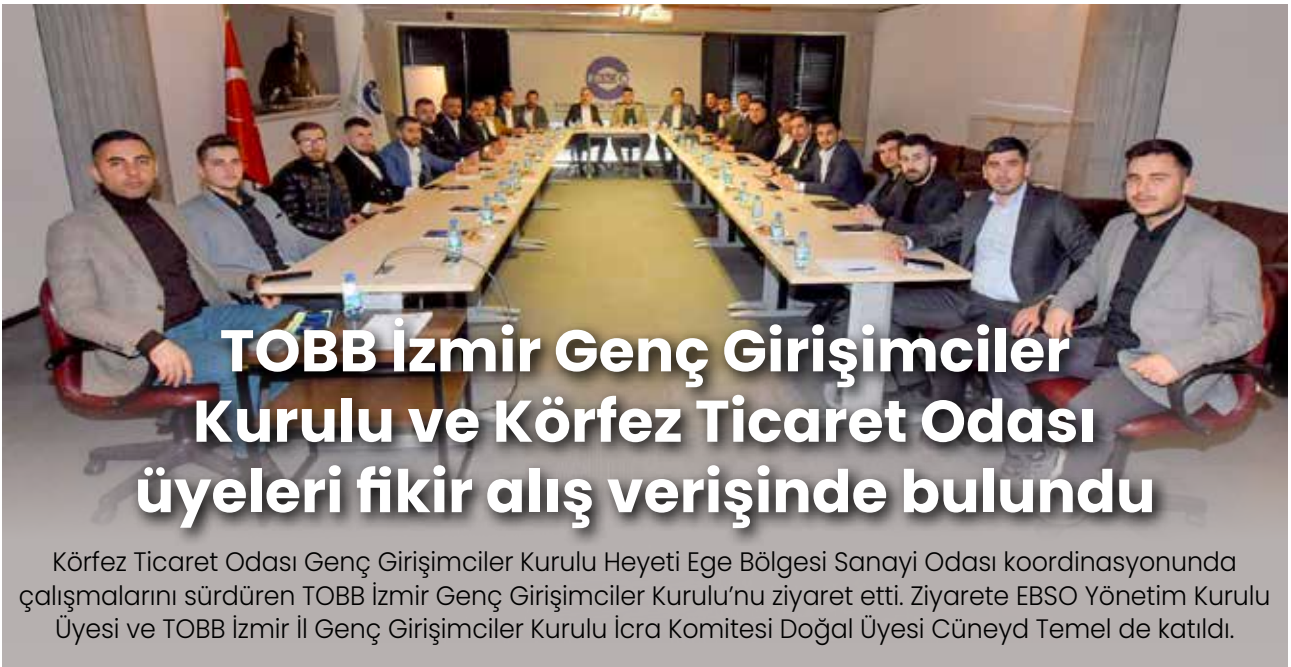 EBSO
TOBB İzmir Genç Girişimciler
Kurulu ve Körfez Ticaret Odası
üyeleri fikir alış verişinde bulundu
Körfez Ticaret Odası Genç Girişimciler Kurulu Heyeti Ege Bölgesi Sanayi Odası koordinasyonunda
çalışmalarını sürdüren TOBB İzmir Genç Girişimciler Kurulu’nu ziyaret etti. Ziyarete EBSO Yönetim Kurulu
Üyesi ve TOBB İzmir İl Genç Girişimciler Kurulu İcra Komitesi Doğal Üyesi Cüneyd Temel de katıldı.